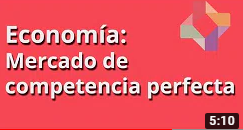 Economía:
Mercado de
competencia perfecta
5:10